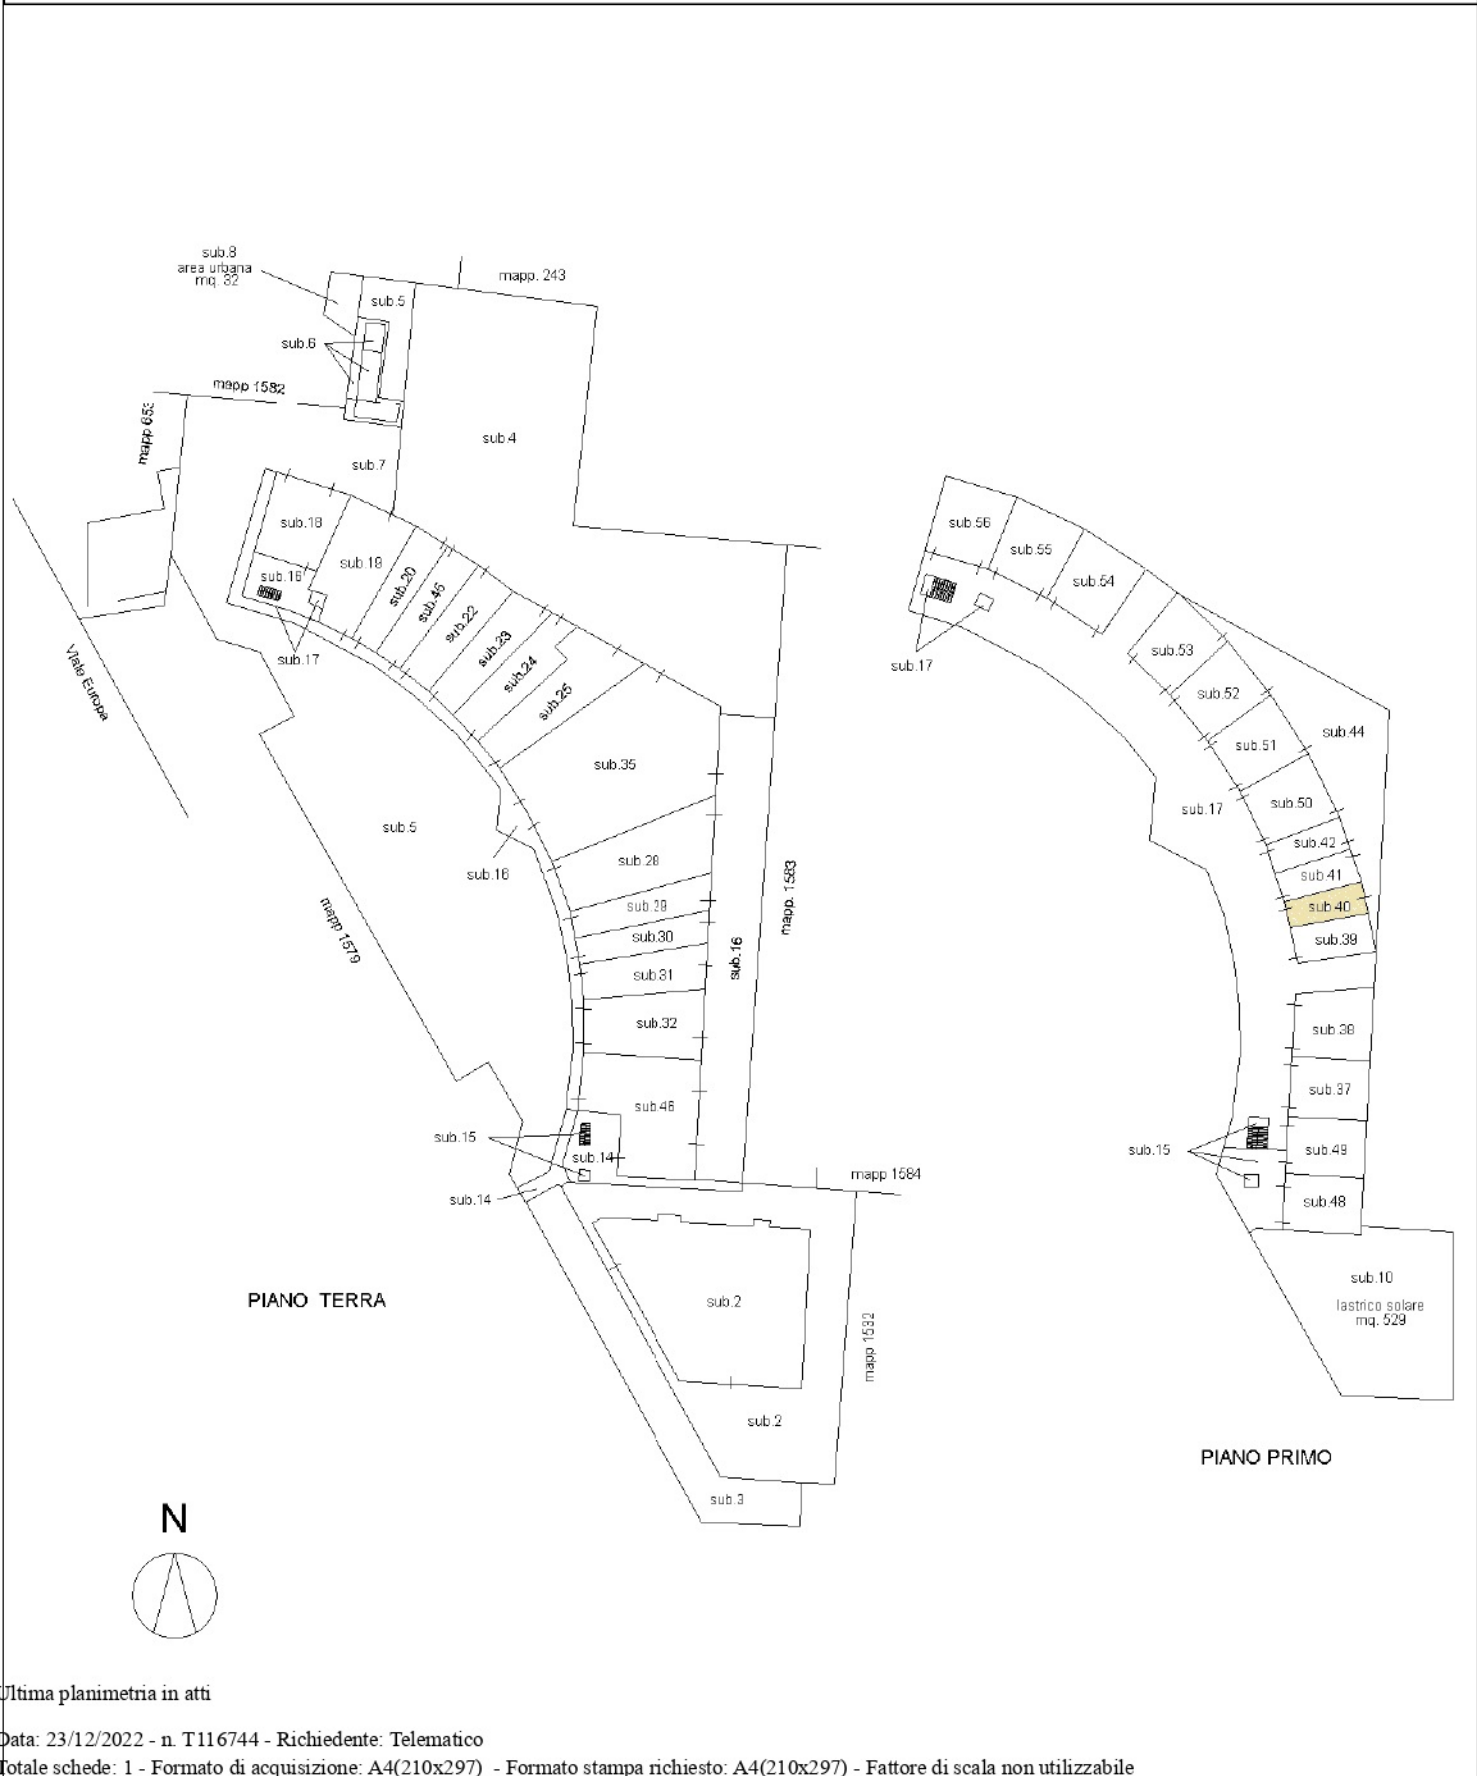 sub.8
area urbana
mq. 32
mapp. 243
sub.5
sub.6
mapp 1582
mapp 653
sub.4
sub.7
sub.18
sub.19
sub.20
sub.45
sub.22
sub.23
sub.24
sub.25
sub.16
sub.17
Viale Europa
sub.35
sub.5
sub.16
sub.28
sub.29
sub.30
sub.31
sub.32
sub.16
mapp. 1583
mapp 1579
sub.46
sub.15
sub.14
sub.14
mapp 1584
sub.2
mapp 1532
sub.2
sub.3
PIANO TERRA
sub.56
sub.55
sub.54
sub.17
sub.53
sub.52
sub.51
sub.44
sub.50
sub.17
sub.42
sub.41
sub 40
sub.39
sub.38
sub.37
sub.15
sub.49
sub.48
sub.10
lastrico solare
mq. 529
PIANO PRIMO
N
Ultima planimetria in atti
Data: 23/12/2022 - n. T116744 - Richiedente: Telematico
Totale schede: 1 - Formato di acquisizione: A4(210x297) - Formato stampa richiesto: A4(210x297) - Fattore di scala non utilizzabile